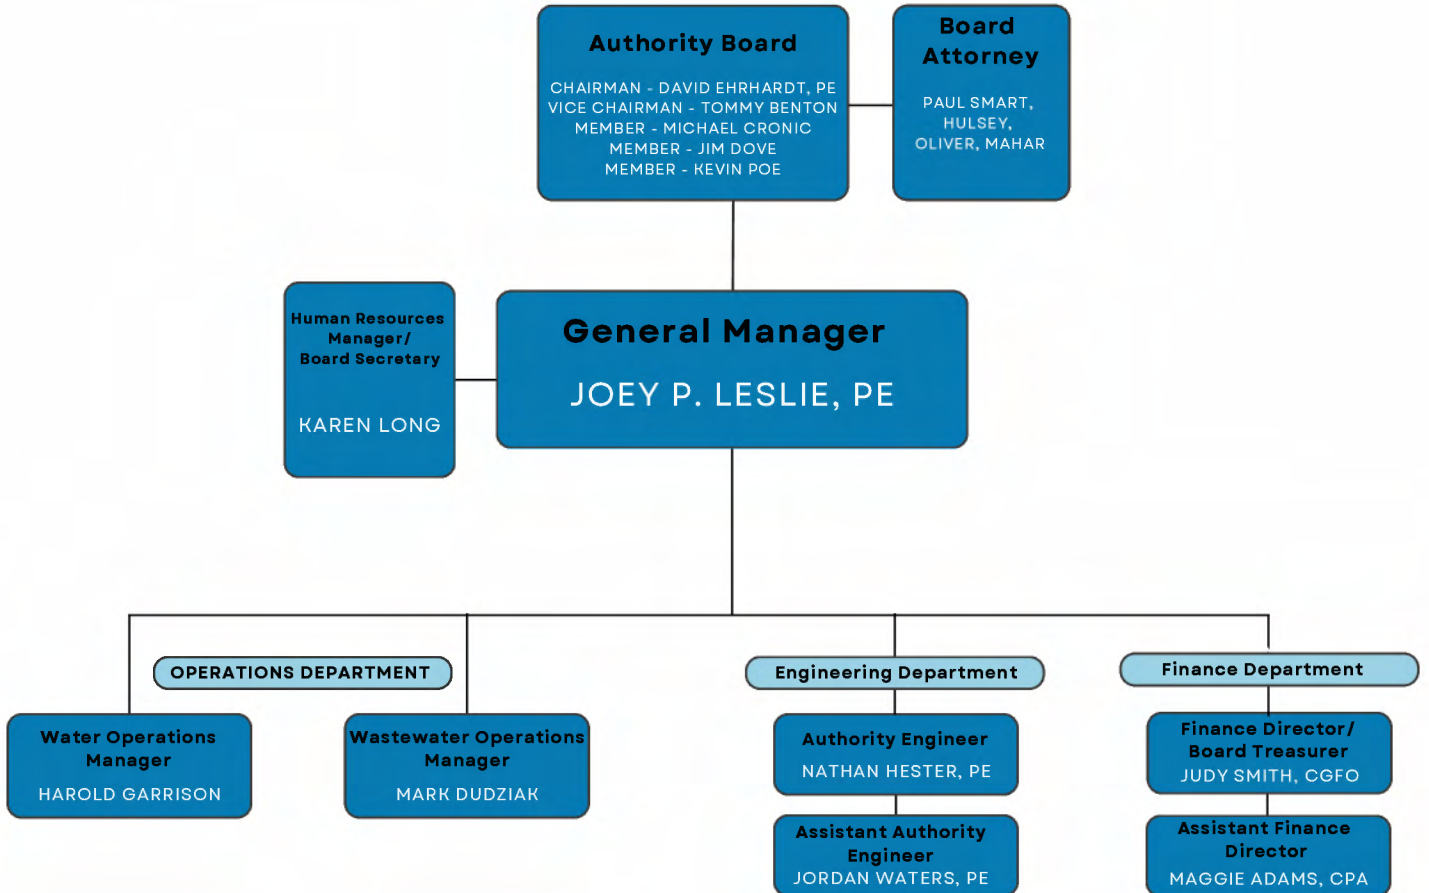 Authority Board
CHAIRMAN - DAVID EHRHARDT, PE
VICE CHAIRMAN - TOMMY BENTON
MEMBER - MICHAEL CRONIC
MEMBER - JIM DOVE
MEMBER - KEVIN POE
Board
Attorney
PAUL SMART,
HULSEY,
OLIVER, MAHAR
Human Resources
Manager/
Board Secretary
KAREN LONG
General Manager
JOEY P. LESLIE, PE
OPERATIONS DEPARTMENT
Water Operations
Manager
HAROLD GARRISON
Wastewater Operations
Manager
MARK DUDZIAK
Engineering Department
Authority Engineer
NATHAN HESTER, PE
Assistant Authority
Engineer
JORDAN WATERS, PE
Finance Department
Finance Director/
Board Treasurer
JUDY SMITH, CGFO
Assistant Finance
Director
MAGGIE ADAMS, CPA